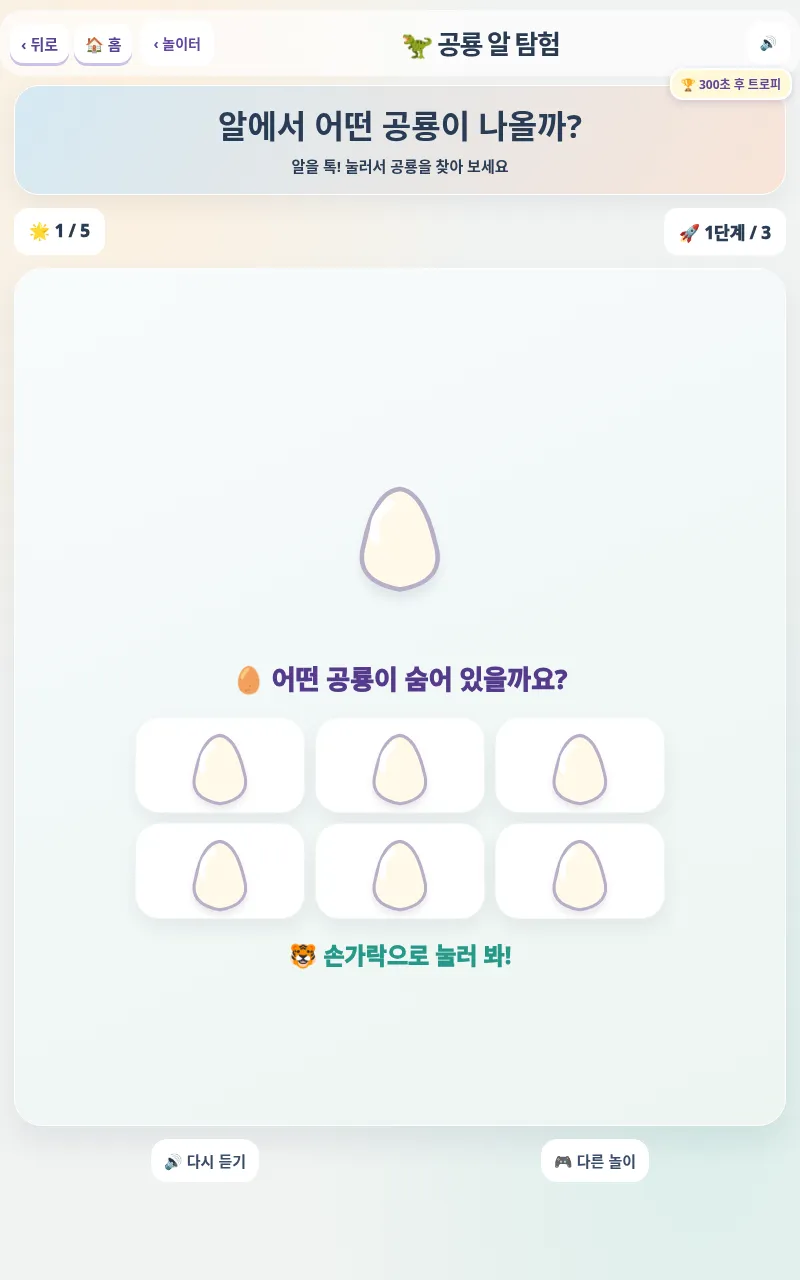 ‹ 뒤로
🏠 홈
‹ 놀이터
🦖 공룡 알 탐험
🔊
🏆 300초 후 트로피
알에서 어떤 공룡이 나올까?
알을 톡! 눌러서 공룡을 찾아 보세요
🌟 1 / 5
🚀 1단계 / 3
🥚 어떤 공룡이 숨어 있을까요?
🐯 손가락으로 눌러 봐!
🔊 다시 듣기
🎮 다른 놀이